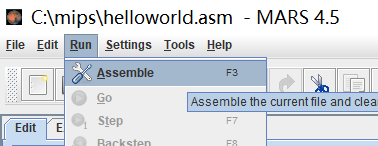 C:\mips\helloworld.asm - MARS 4.5
File Edit Run Settings Tools Help
Assemble F3
Go
Assemble the current file and clea
Step F7
Edit
Backstep F8